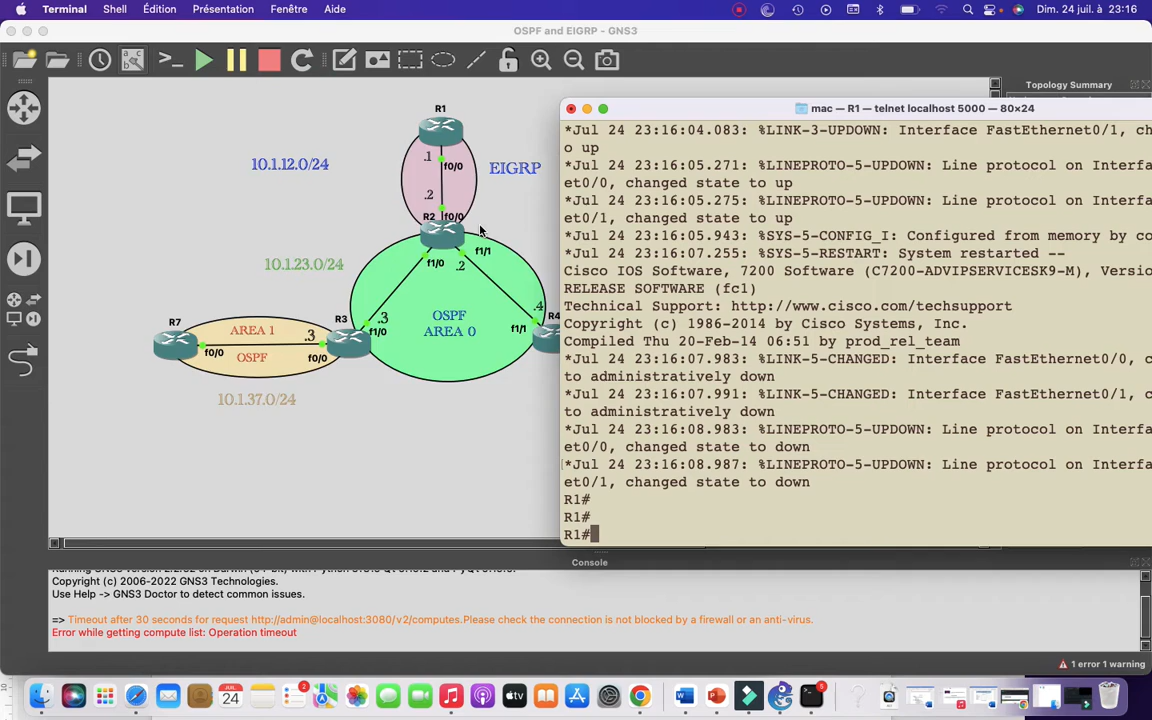 Terminal Shell Édition Présentation Fenêtre Aide Dim. 24 juil. à 23:16
OSPF and EIGRP - GNS3
Topology Summary
R1
10.1.12.0/24
.1
f0/0
EIGRP
.2
R2 f0/0
f1/1
10.1.23.0/24
f1/0
.2
.3
.4
R3
f1/0
OSPF
AREA 0
f1/1
R4
R7
AREA 1
.3
f0/0
OSPF
f0/0
10.1.37.0/24
mac — R1 — telnet localhost 5000 — 80×24
*Jul 24 23:16:04.083: %LINK-3-UPDOWN: Interface FastEthernet0/1, ch
o up
*Jul 24 23:16:05.271: %LINEPROTO-5-UPDOWN: Line protocol on Interfa
et0/0, changed state to up
*Jul 24 23:16:05.275: %LINEPROTO-5-UPDOWN: Line protocol on Interfa
et0/1, changed state to up
*Jul 24 23:16:05.943: %SYS-5-CONFIG_I: Configured from memory by co
*Jul 24 23:16:07.255: %SYS-5-RESTART: System restarted --
Cisco IOS Software, 7200 Software (C7200-ADVIPSERVICESK9-M), Versio
RELEASE SOFTWARE (fc1)
Technical Support: http://www.cisco.com/techsupport
Copyright (c) 1986-2014 by Cisco Systems, Inc.
Compiled Thu 20-Feb-14 06:51 by prod_rel_team
*Jul 24 23:16:07.983: %LINK-5-CHANGED: Interface FastEthernet0/0, c
to administratively down
*Jul 24 23:16:07.991: %LINK-5-CHANGED: Interface FastEthernet0/1, c
to administratively down
*Jul 24 23:16:08.983: %LINEPROTO-5-UPDOWN: Line protocol on Interfa
et0/0, changed state to down
*Jul 24 23:16:08.987: %LINEPROTO-5-UPDOWN: Line protocol on Interfa
et0/1, changed state to down
R1#
R1#
R1#
Console
Copyright (c) 2006-2022 GNS3 Technologies.
Use Help -> GNS3 Doctor to detect common issues.
=> Timeout after 30 seconds for request http://admin@localhost:3080/v2/computes.Please check the connection is not blocked by a firewall or an anti-virus.
Error while getting compute list: Operation timeout
1 error 1 warning